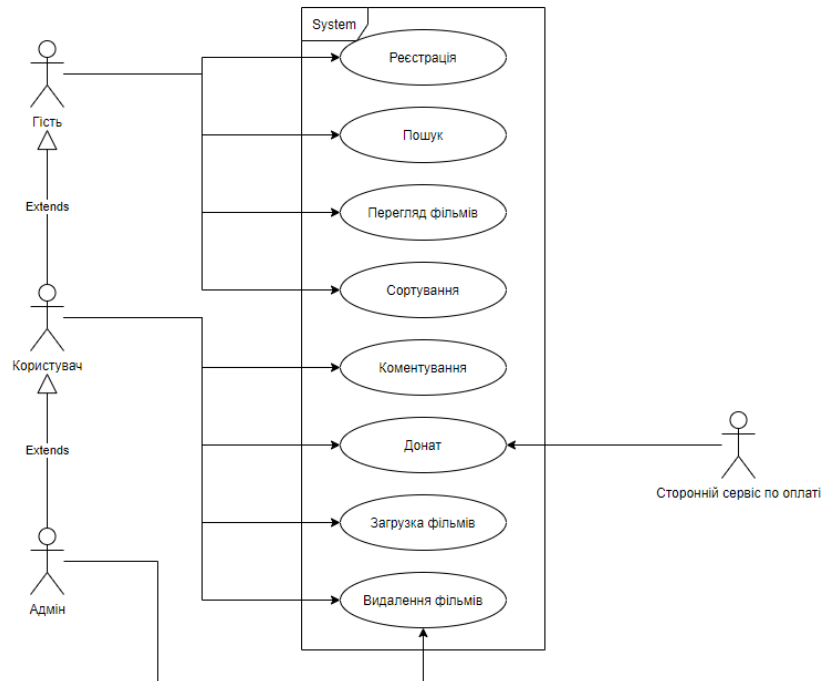 System
Реєстрація
Гість
Пошук
Extends
Перегляд фільмів
Сортування
Користувач
Коментування
Extends
Донат
Сторонній сервіс по оплаті
Загрузка фільмів
Адмін
Видалення фільмів